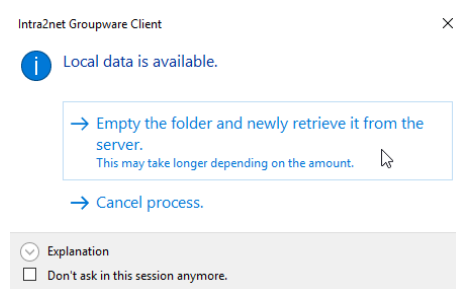 Intra2net Groupware Client
Local data is available.
Empty the folder and newly retrieve it from the
server.
This may take longer depending on the amount.
Cancel process.
Explanation
Don't ask in this session anymore.